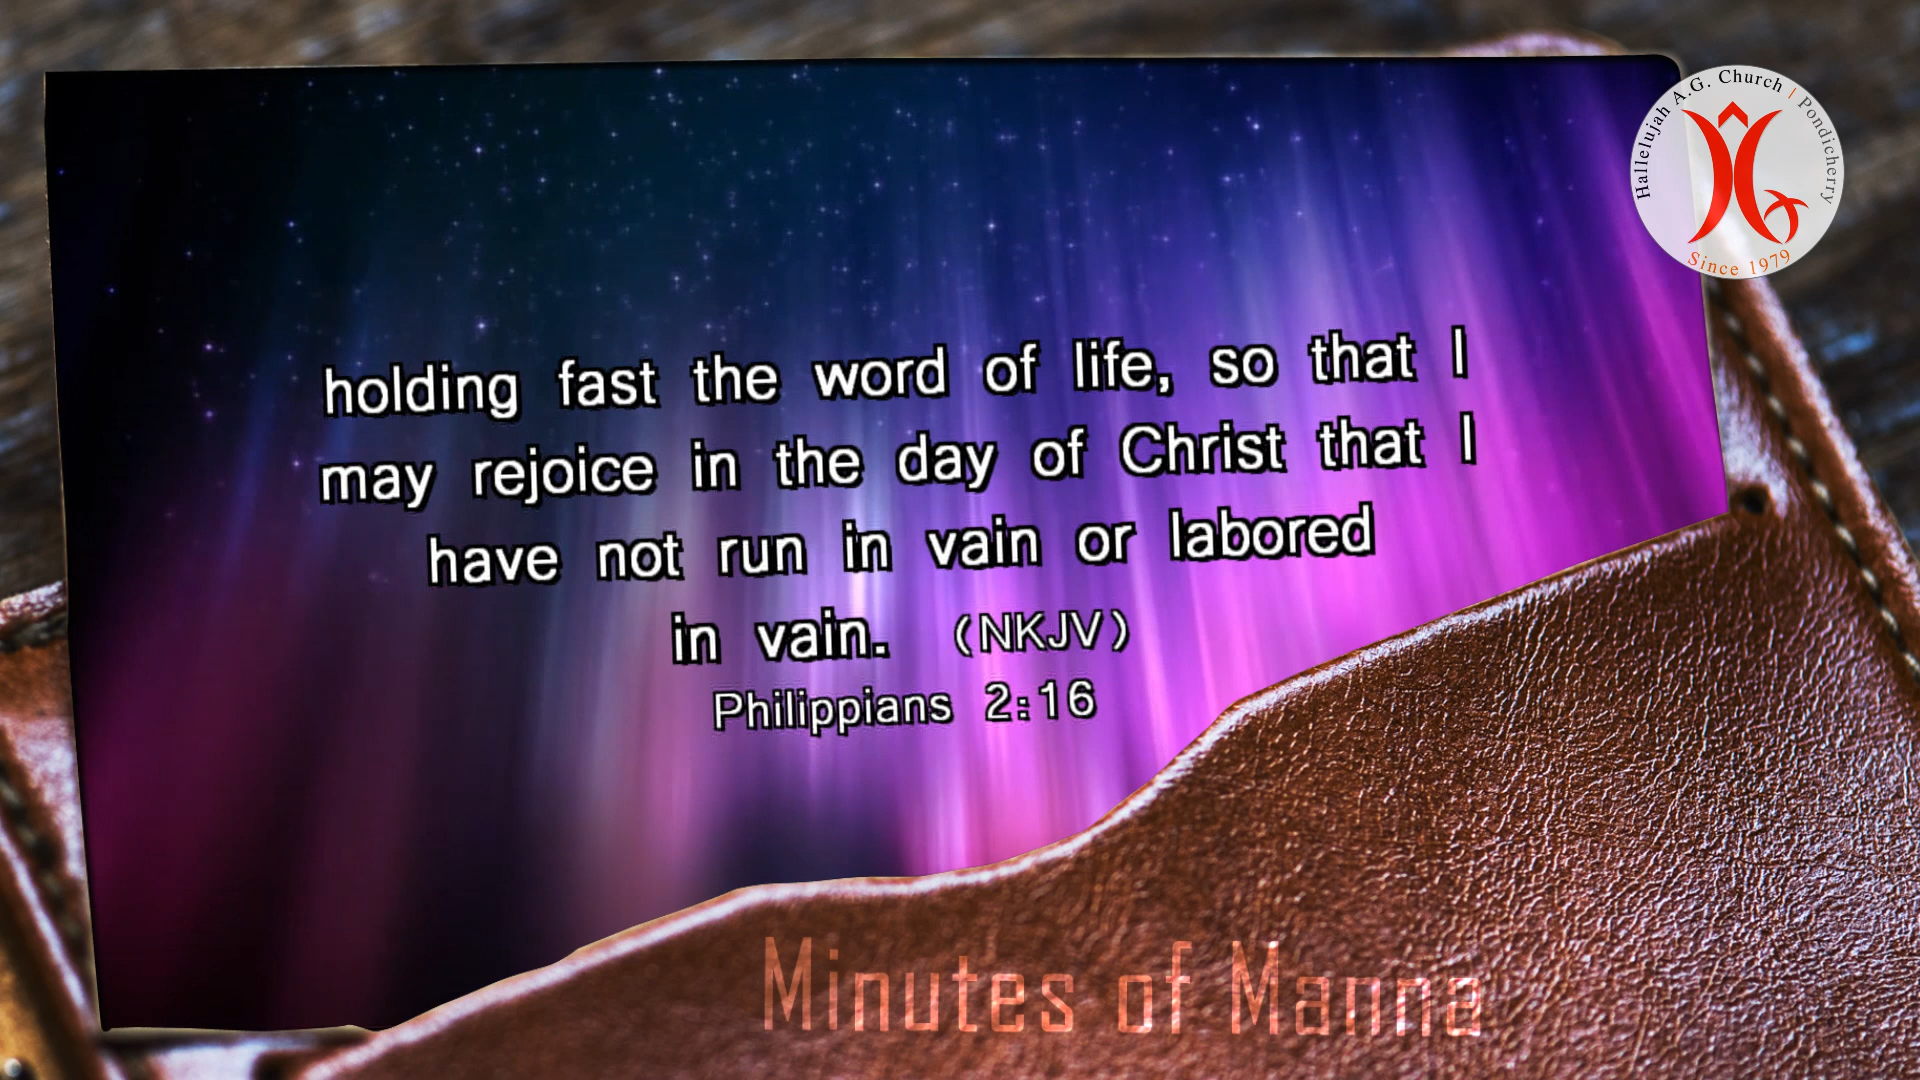 Hallelujah A.G. Church | Pondicherry
Since 1979
holding fast the word of life, so that I
may rejoice in the day of Christ that I
have not run in vain or labored
in vain. (NKJV)
Philippians 2:16
Minutes of Manna